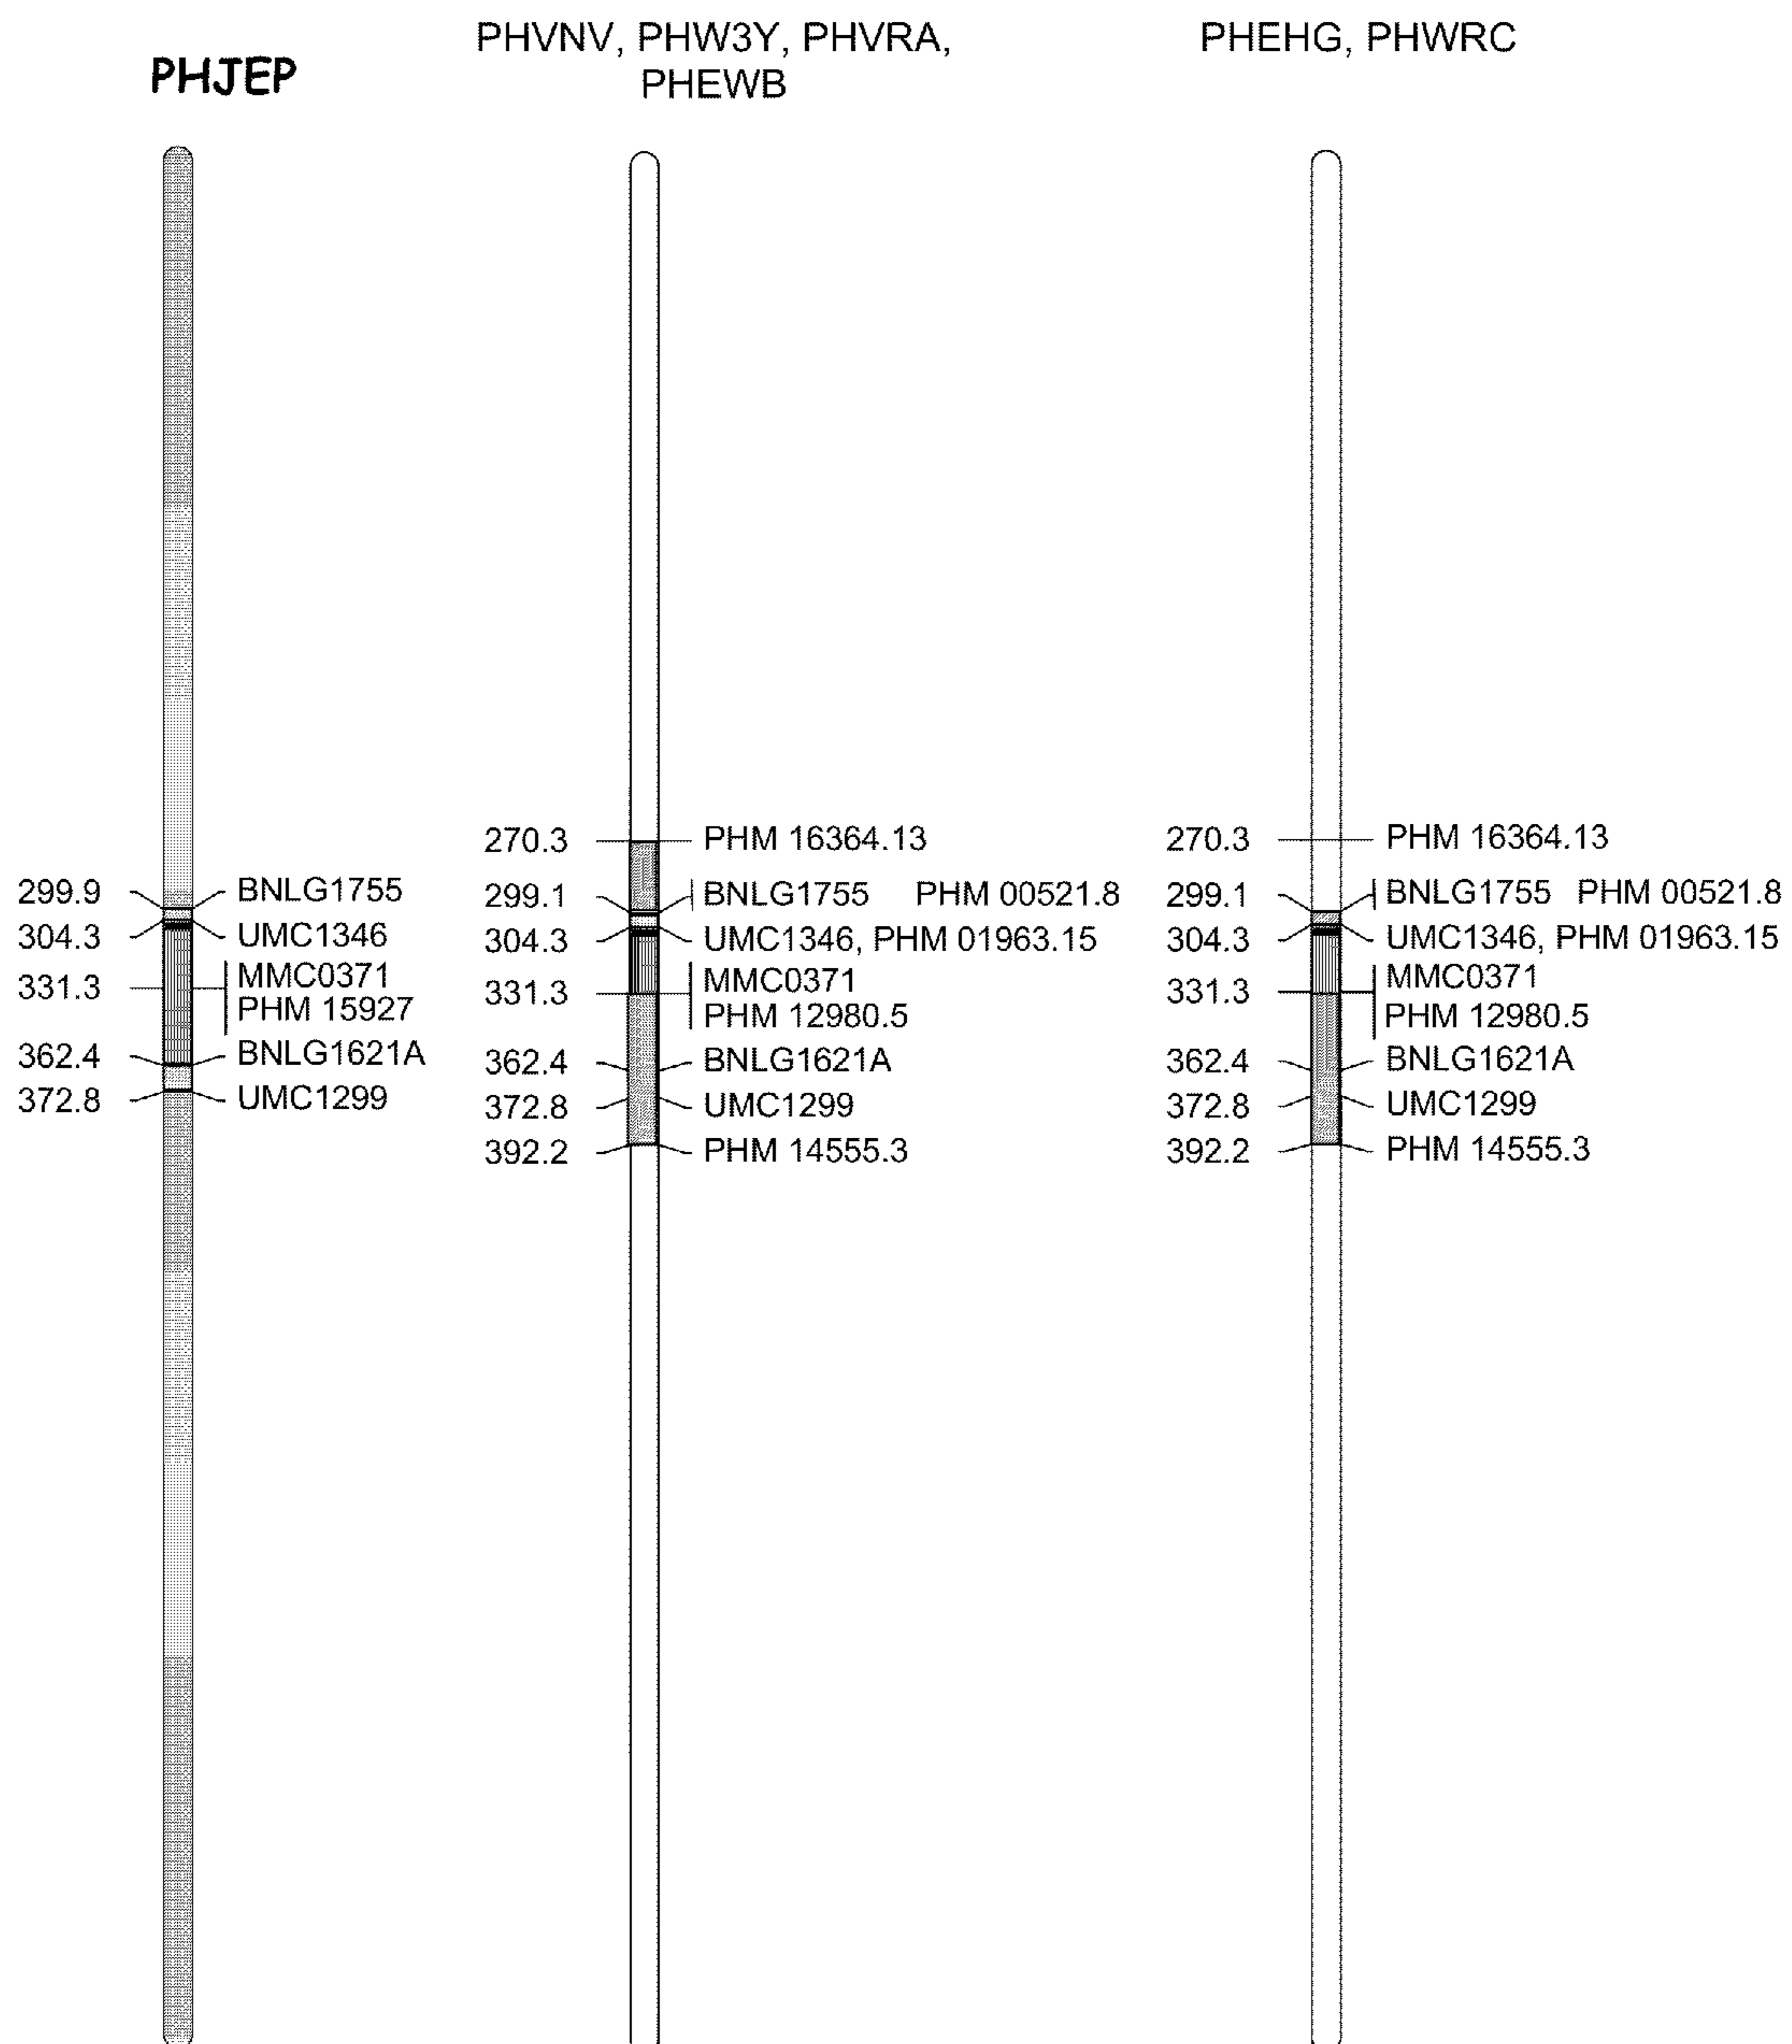 PHJEP
299.9 BNLG1755
304.3 UMC1346
331.3 MMC0371
PHM 15927
362.4 BNLG1621A
372.8 UMC1299
PHVNV, PHW3Y, PHVRA,
PHEWB
270.3 PHM 16364.13
299.1 BNLG1755 PHM 00521.8
304.3 UMC1346, PHM 01963.15
331.3 MMC0371
PHM 12980.5
362.4 BNLG1621A
372.8 UMC1299
392.2 PHM 14555.3
PHEHG, PHWRC
270.3 PHM 16364.13
299.1 BNLG1755 PHM 00521.8
304.3 UMC1346, PHM 01963.15
331.3 MMC0371
PHM 12980.5
362.4 BNLG1621A
372.8 UMC1299
392.2 PHM 14555.3